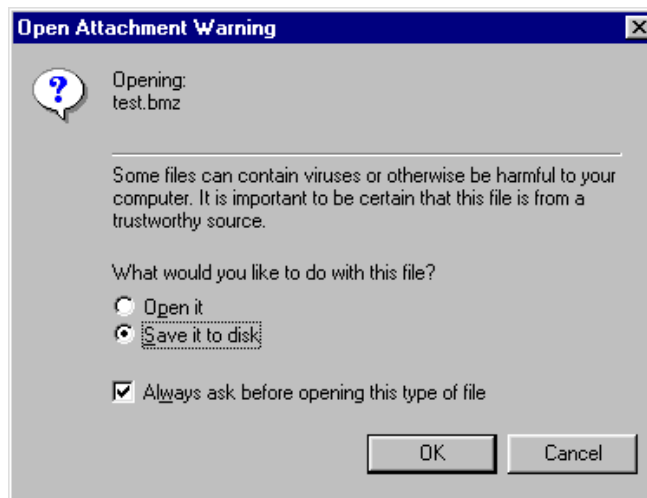 Open Attachment Warning
Opening:
test.bmz
Some files can contain viruses or otherwise be harmful to your
computer. It is important to be certain that this file is from a
trustworthy source.
What would you like to do with this file?
Open it
Save it to disk
Always ask before opening this type of file
OK Cancel